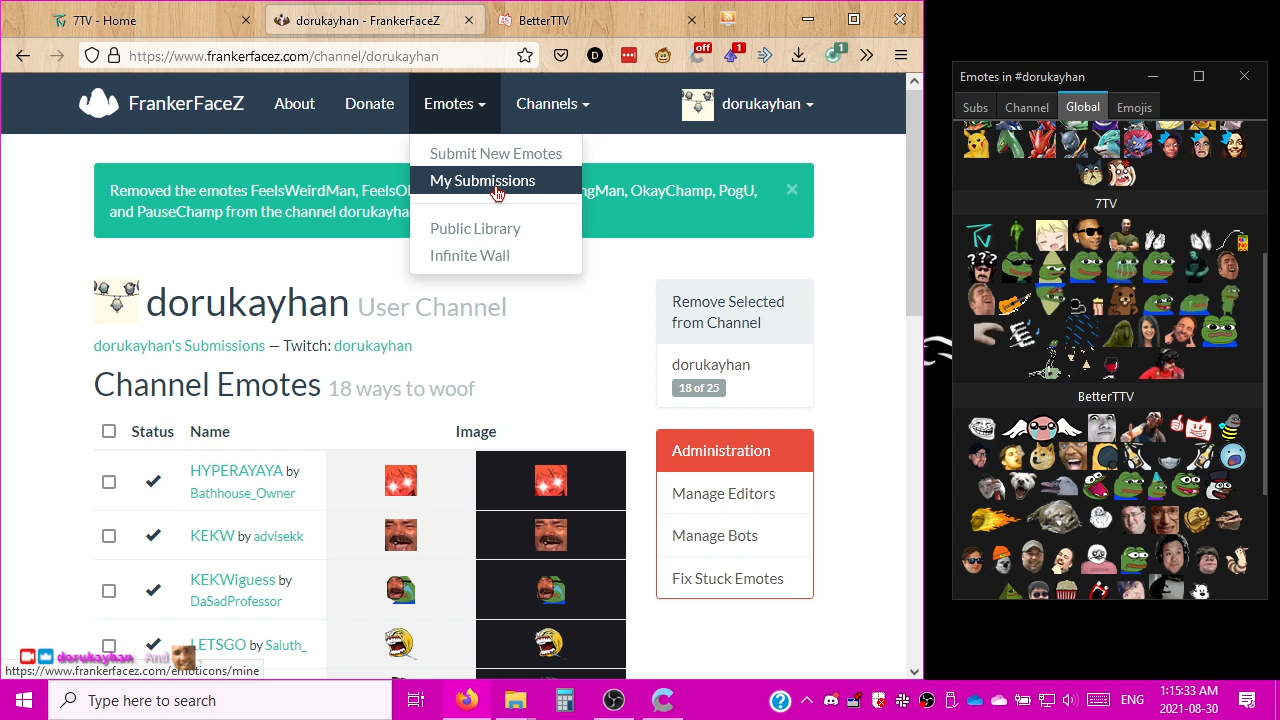 7TV - Home
dorukayhan - FrankerFaceZ
BetterTTV
https://www.frankerfacez.com/channel/dorukayhan
off
1
1
FrankerFaceZ
About
Donate
Emotes
Channels
dorukayhan
Submit New Emotes
My Submissions
Public Library
Infinite Wall
Removed the emotes FeelsWeirdMan, FeelsO
ngMan, OkayChamp, PogU,
and PauseChamp from the channel dorukayha
dorukayhan User Channel
dorukayhan's Submissions — Twitch: dorukayhan
Channel Emotes 18 ways to woof
Status Name Image
HYPERAYAYA by
Bathhouse_Owner
KEKW by advisekk
KEKWiguess by
DaSadProfessor
LETSGO by Saluth_
Remove Selected
from Channel
dorukayhan
18 of 25
Administration
Manage Editors
Manage Bots
Fix Stuck Emotes
dorukayhan And
https://www.frankerfacez.com/emoticons/mine
Emotes in #dorukayhan
Subs Channel Global Emojis
7TV
BetterTTV
Type here to search
ENG
1:15:33 AM
2021-08-30